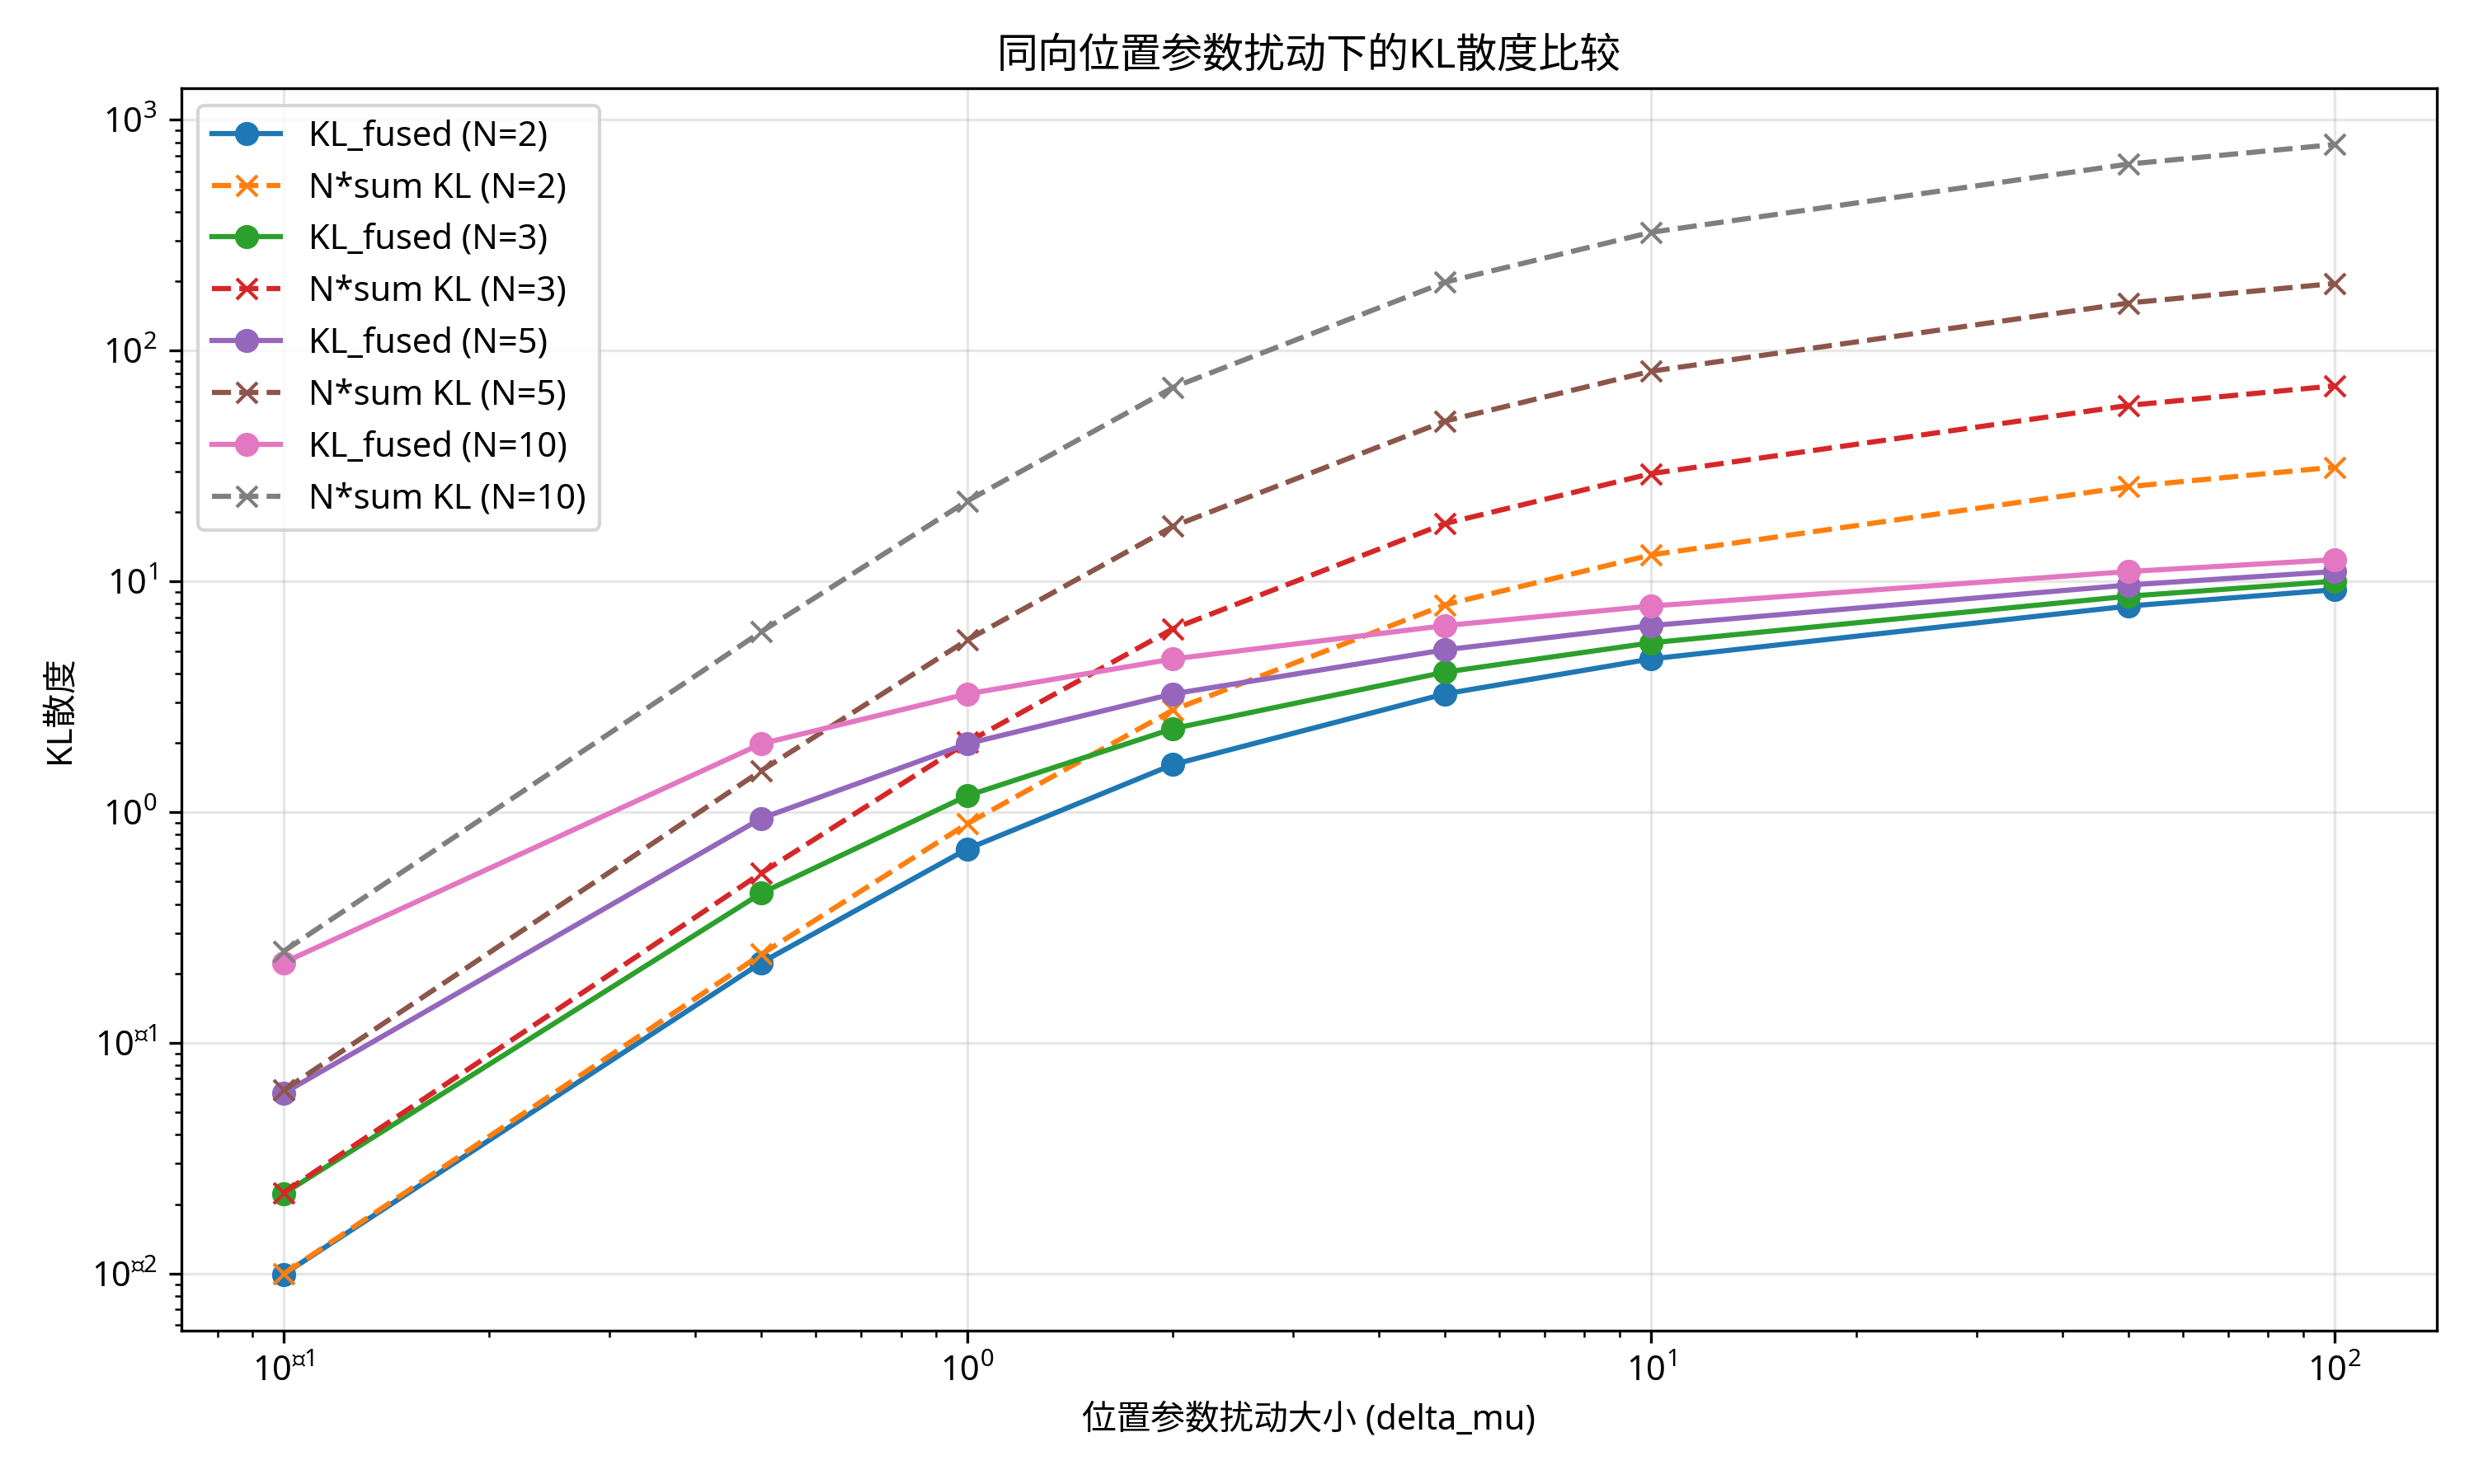 同向位置参数扰动下的KL散度比较
10³
10²
10¹
10⁰
10¤¹
10¤²
KL散度
KL_fused (N=2)
N*sum KL (N=2)
KL_fused (N=3)
N*sum KL (N=3)
KL_fused (N=5)
N*sum KL (N=5)
KL_fused (N=10)
N*sum KL (N=10)
10¤¹ 10⁰ 10¹ 10²
位置参数扰动大小 (delta_mu)